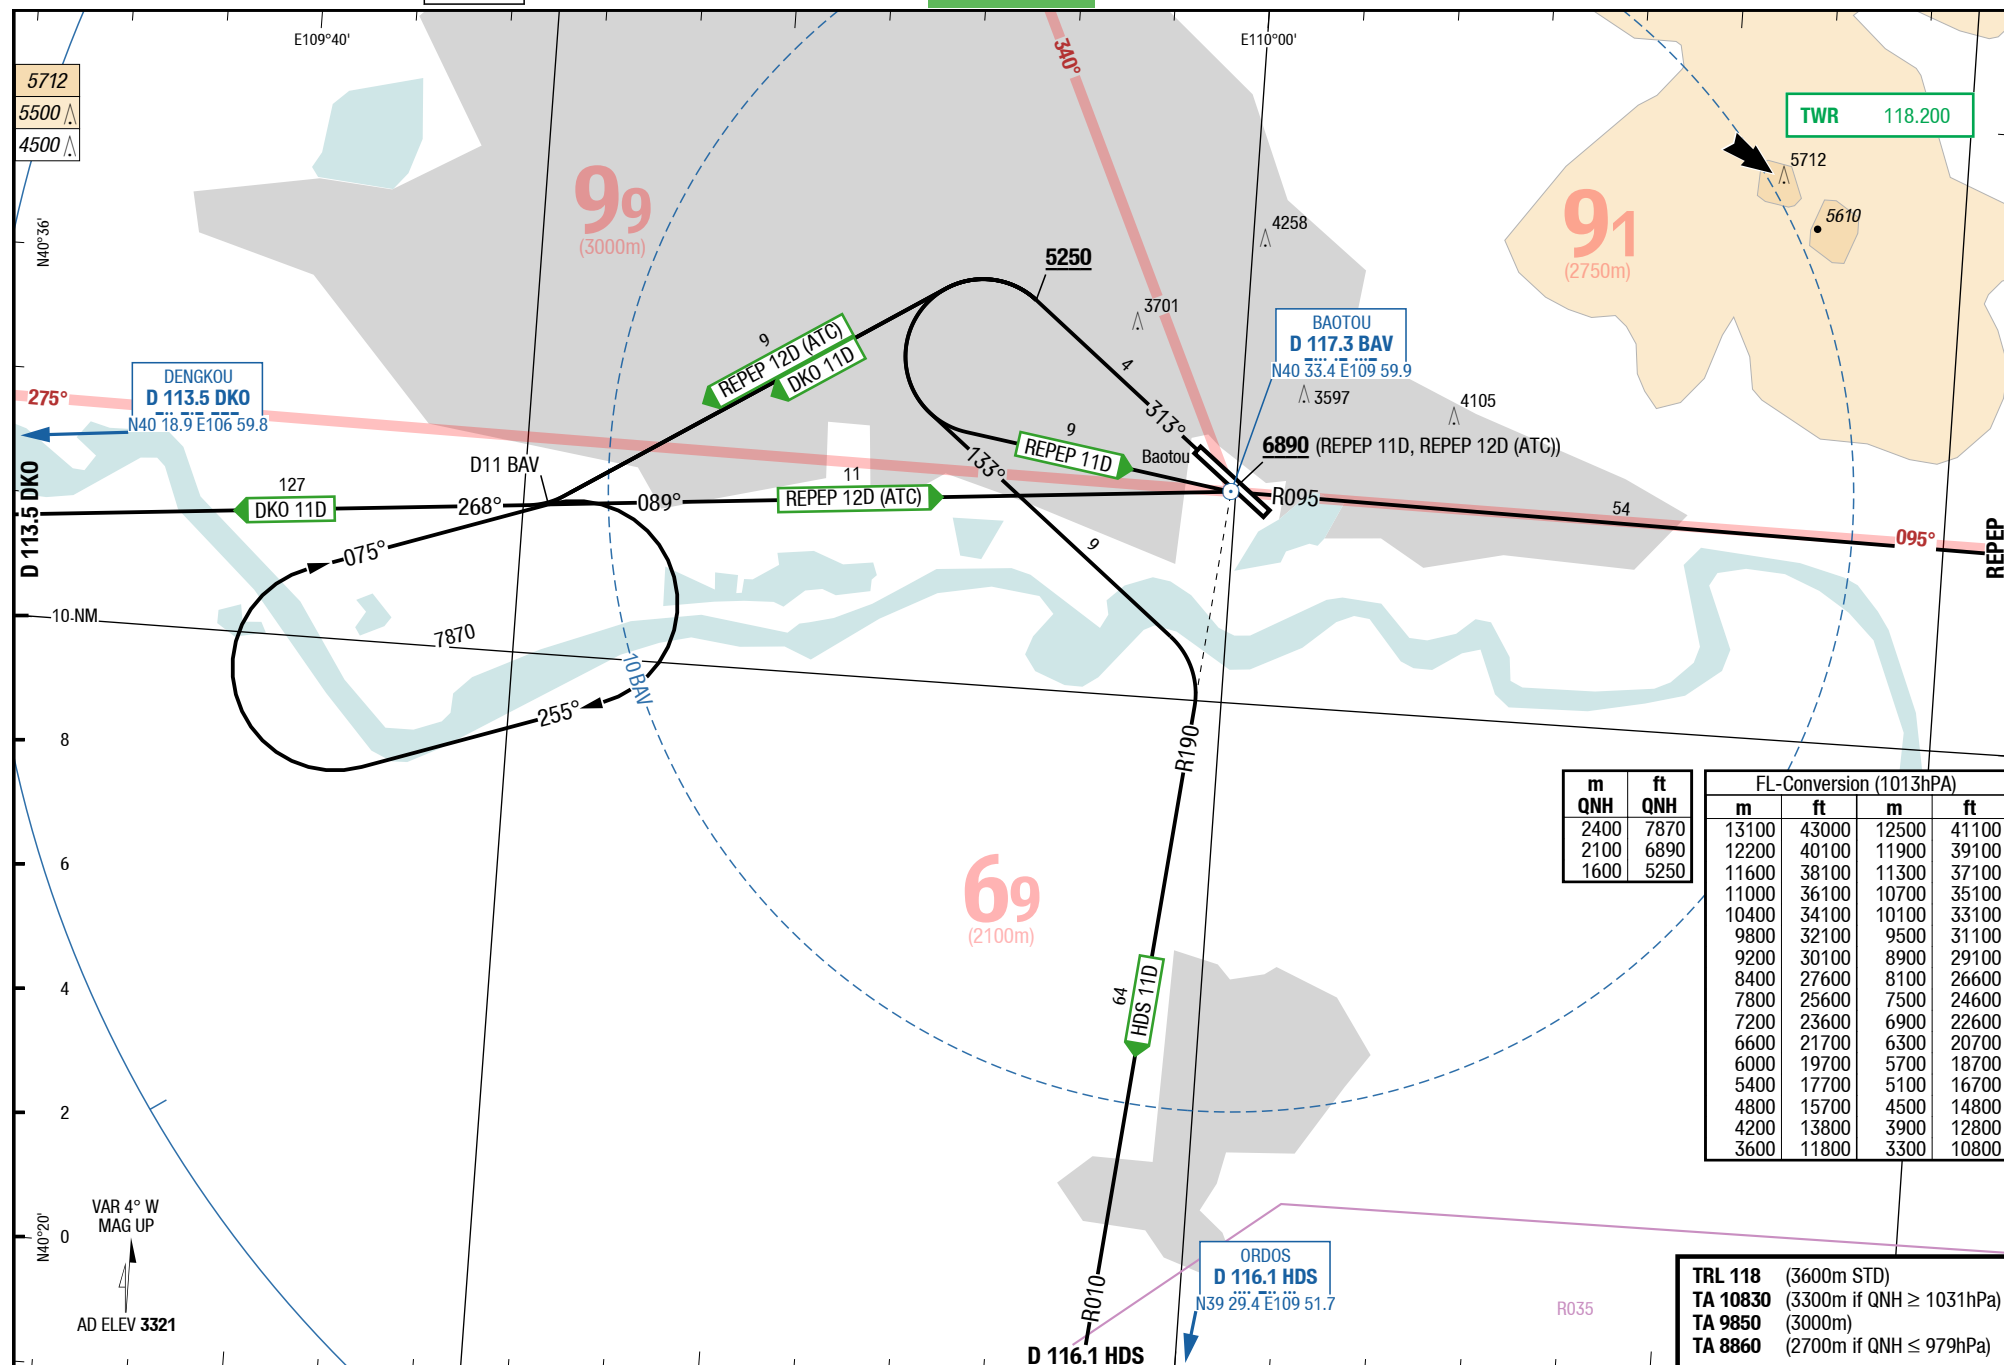 E109°40'
E110°00'
340°
5712
5500
4500
TWR 118.200
5712
5610
99
(3000m)
91
(2750m)
N40°36'
4258
5250
3701
BAOTOU
D 117.3 BAV
N40 33.4 E109 59.9
9
REPEP 12D (ATC)
DKO 11D
4
DENGKOU
D 113.5 DKO
N40 18.9 E106 59.8
275°
3597
4105
313°
9
REPEP 11D
Baotou
6890 (REPEP 11D, REPEP 12D (ATC))
133°
D11 BAV
D 113.5 DKO
127
DKO 11D
268°
089°
11
REPEP 12D (ATC)
R095
54
095°
REPEP
075°
9
10 NM
7870
10 BAV
255°
R190
8
6
4
2
0
69
(2100m)
64
HDS 11D
m ft
QNH QNH
2400 7870
2100 6890
1600 5250
FL-Conversion (1013hPA)
m ft m ft
13100 43000 12500 41100
12200 40100 11900 39100
11600 38100 11300 37100
11000 36100 10700 35100
10400 34100 10100 33100
9800 32100 9500 31100
9200 30100 8900 29100
8400 27600 8100 26600
7800 25600 7500 24600
7200 23600 6900 22600
6600 21700 6300 20700
6000 19700 5700 18700
5400 17700 5100 16700
4800 15700 4500 14800
4200 13800 3900 12800
3600 11800 3300 10800
VAR 4° W
MAG UP
N40°20'
AD ELEV 3321
ORDOS
D 116.1 HDS
N39 29.4 E109 51.7
R010
D 116.1 HDS
R035
TRL 118 (3600m STD)
TA 10830 (3300m if QNH ≥ 1031hPa)
TA 9850 (3000m)
TA 8860 (2700m if QNH ≤ 979hPa)